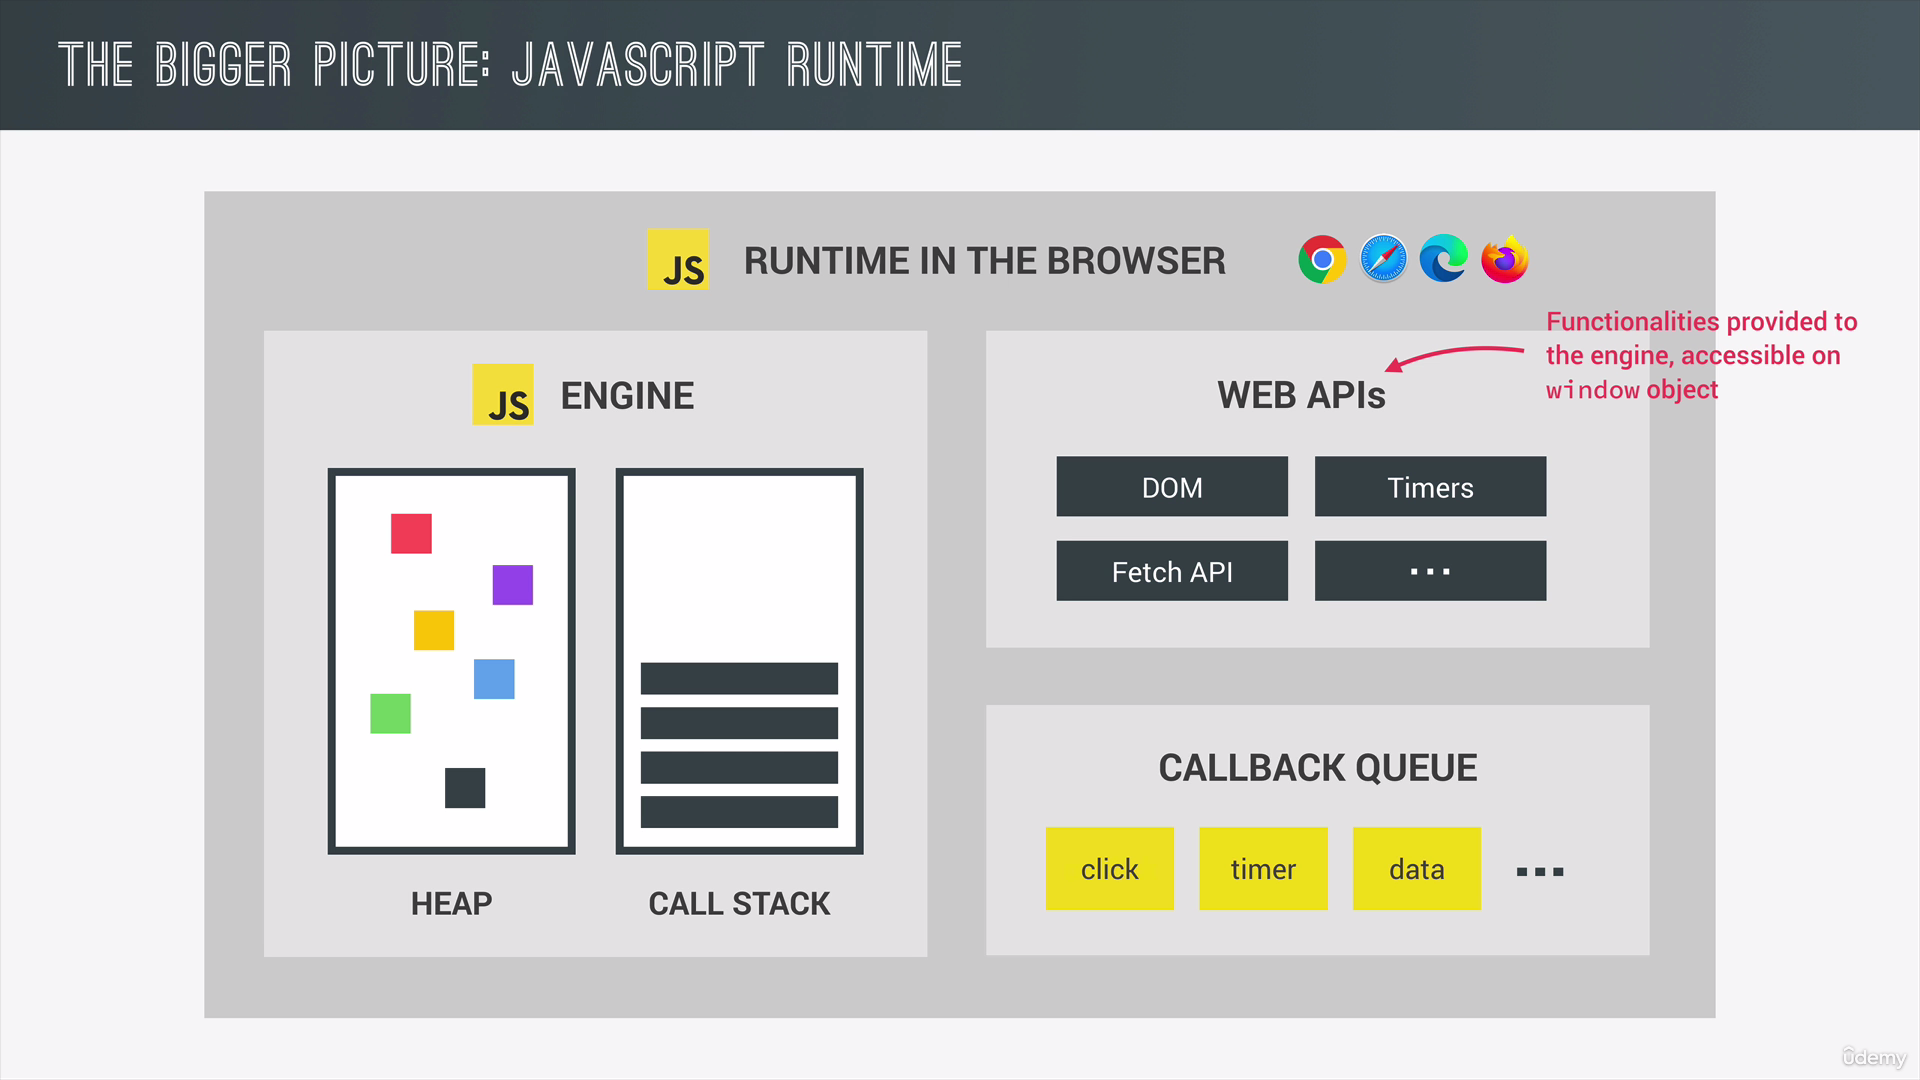 THE BIGGER PICTURE: JAVASCRIPT RUNTIME
JS RUNTIME IN THE BROWSER
Functionalities provided to
the engine, accessible on
window object
JS ENGINE
HEAP
CALL STACK
WEB APIs
DOM
Timers
Fetch API
...
CALLBACK QUEUE
click
timer
data
...
ûdemy